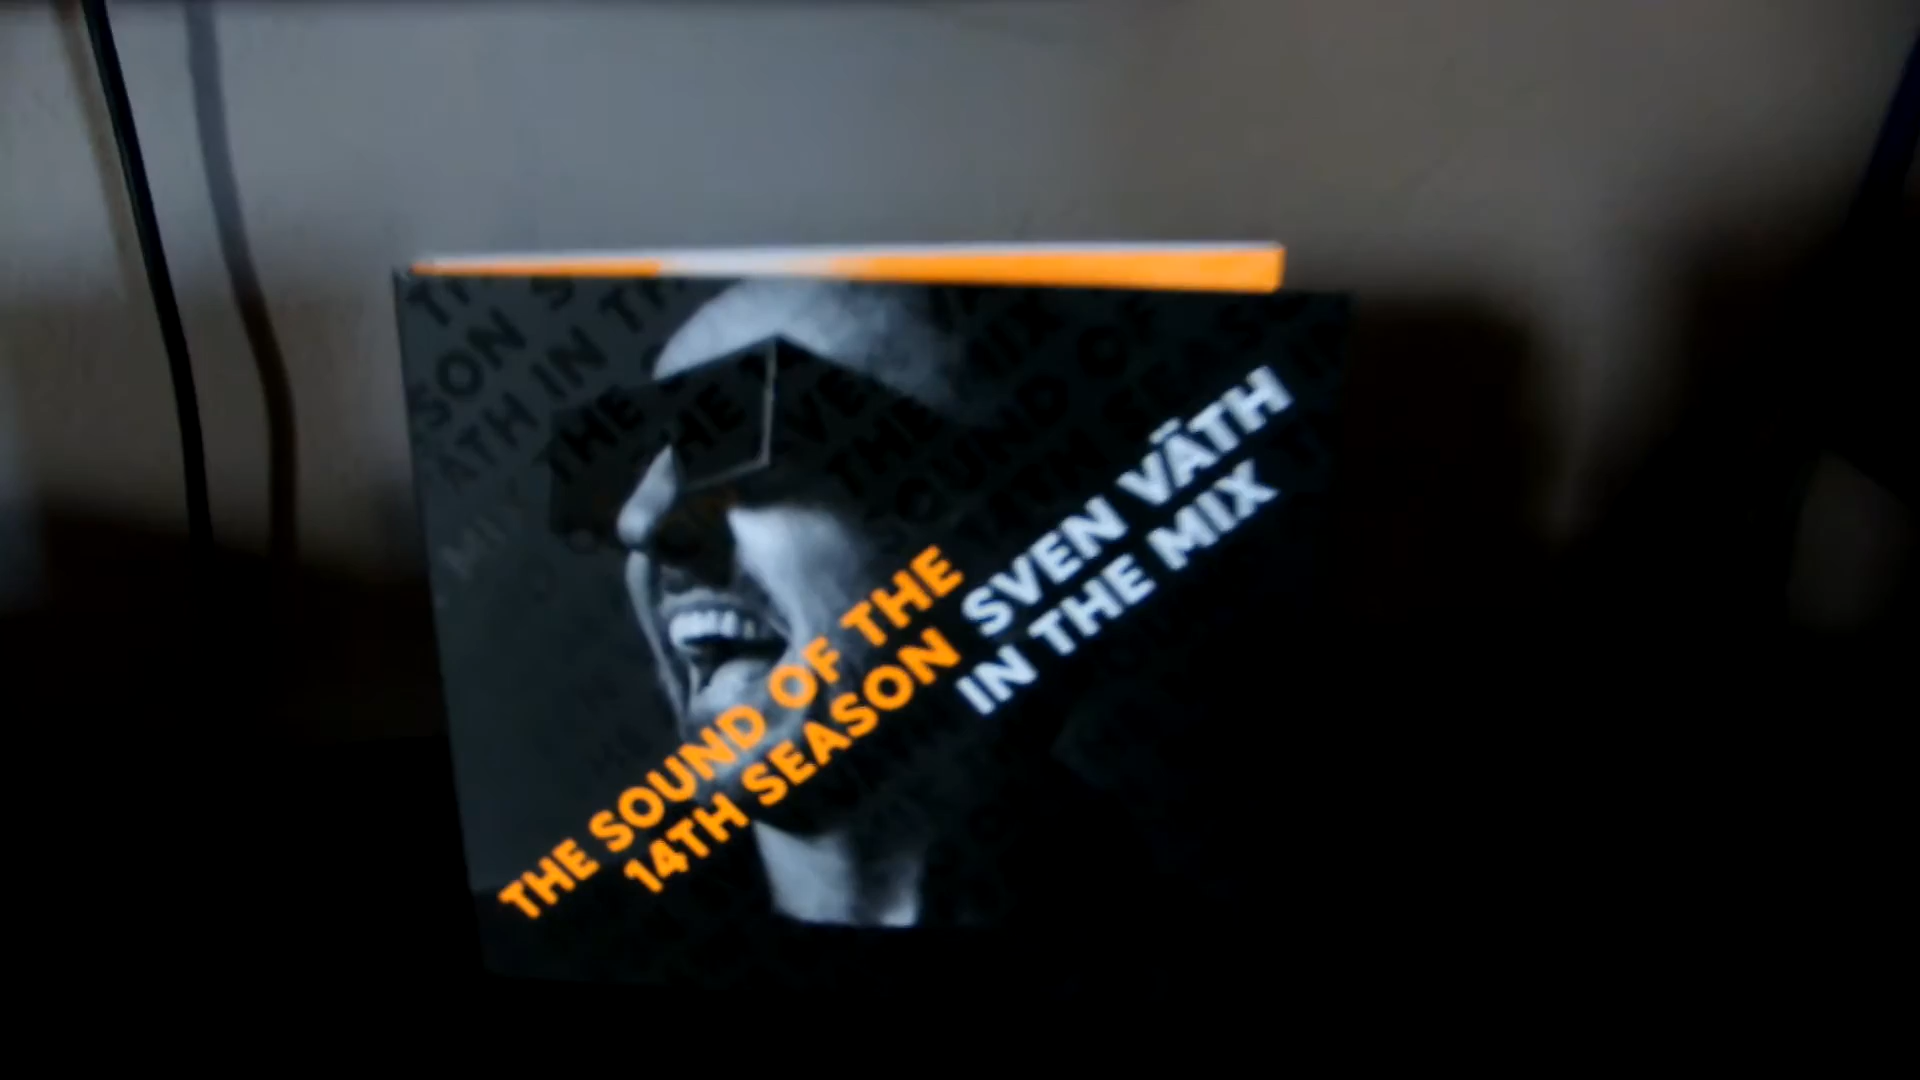 THE SOUND OF THE
14TH SEASON
SVEN VÄTH
IN THE MIX